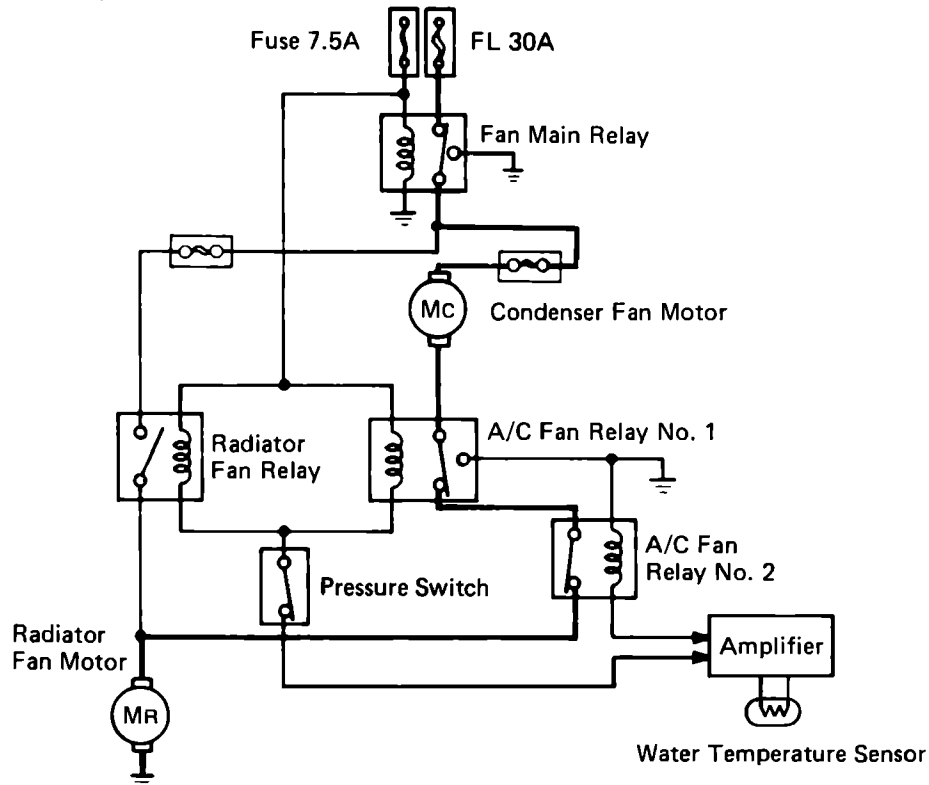 Fuse 7.5A
FL 30A
Fan Main Relay
MC
Condenser Fan Motor
Radiator
Fan Relay
A/C Fan Relay No. 1
A/C Fan
Relay No. 2
Pressure Switch
Radiator
Fan Motor
Amplifier
MR
Water Temperature Sensor